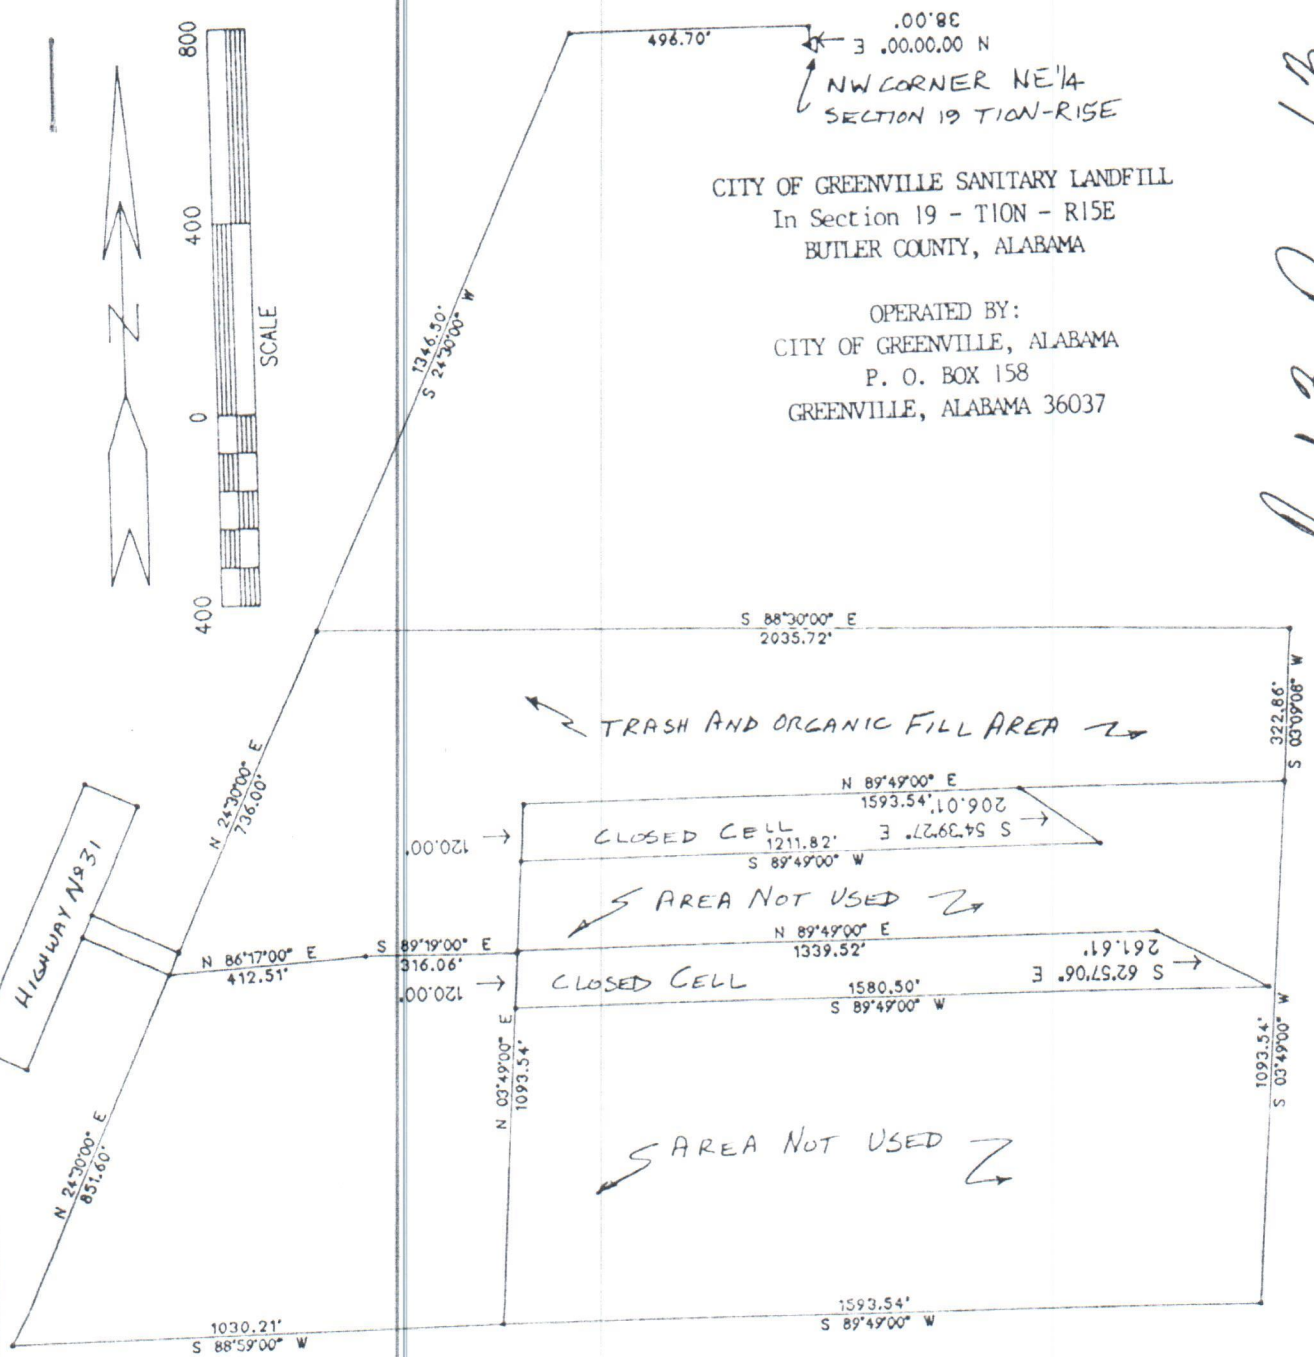 38.00'
N 00'00'00" E
496.70'
NW CORNER NE 1/4
SECTION 19 T10N-R15E
CITY OF GREENVILLE SANITARY LANDFILL
In Section 19 - T10N - R15E
BUTLER COUNTY, ALABAMA
OPERATED BY:
CITY OF GREENVILLE, ALABAMA
P. O. BOX 158
GREENVILLE, ALABAMA 36037
800
400
0
400
SCALE
N
1346.50'
S 24°30'00" W
S 88°30'00" E
2035.72'
TRASH AND ORGANIC FILL AREA
322.86'
S 03°09'08" W
N 24°30'00" E
736.00'
N 89°49'00" E
1593.54'
206.01'
S 54°39'27" E
120.00'
CLOSED CELL
1211.82'
S 89°49'00" W
AREA NOT USED
HIGHWAY No 31
N 86°17'00" E
412.51'
S 89°19'00" E
316.06'
N 89°49'00" E
1339.52'
261.61'
S 62°57'06" E
120.00'
CLOSED CELL
1580.50'
S 89°49'00" W
N 03°49'00" E
1093.54'
1093.54'
S 03°49'00" W
N 24°30'00" E
851.60'
AREA NOT USED
1030.21'
S 88°59'00" W
1593.54'
S 89°49'00" W